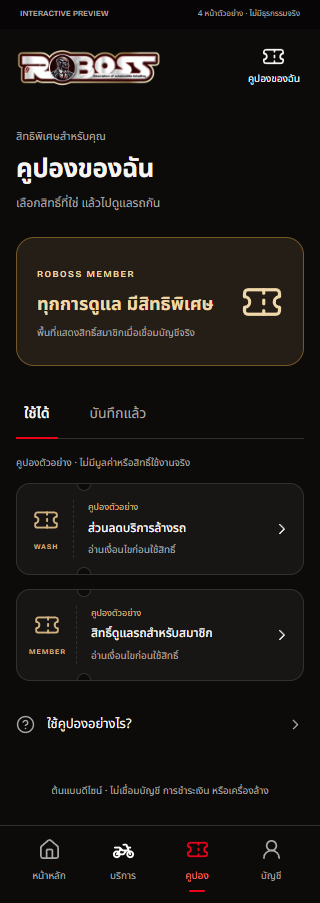 INTERACTIVE PREVIEW
4 หน้าตัวอย่าง · ไม่มีธุรกรรมจริง
ROBOSS
คูปองของฉัน
สิทธิพิเศษสำหรับคุณ
คูปองของฉัน
เลือกสิทธิ์ที่ใช่ แล้วไปดูแลรถกัน
ROBOSS MEMBER
ทุกการดูแล มีสิทธิพิเศษ
พื้นที่แสดงสิทธิ์สมาชิกเมื่อเชื่อมบัญชีจริง
ใช้ได้
บันทึกแล้ว
คูปองตัวอย่าง · ไม่มีมูลค่าหรือสิทธิ์ใช้งานจริง
คูปองตัวอย่าง
ส่วนลดบริการล้างรถ
WASH
อ่านเงื่อนไขก่อนใช้สิทธิ์
คูปองตัวอย่าง
สิทธิ์ดูแลรถสำหรับสมาชิก
MEMBER
อ่านเงื่อนไขก่อนใช้สิทธิ์
ใช้คูปองอย่างไร?
ต้นแบบดีไซน์ · ไม่เชื่อมบัญชี การชำระเงิน หรือเครื่องล้าง
หน้าหลัก
บริการ
คูปอง
บัญชี